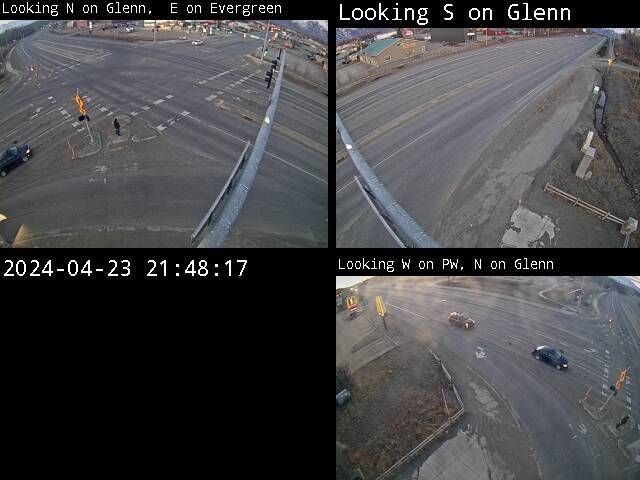 Looking N on Glenn,  E on Evergreen
Looking S on Glenn
2024-04-23 21:48:17
Looking W on PW, N on Glenn